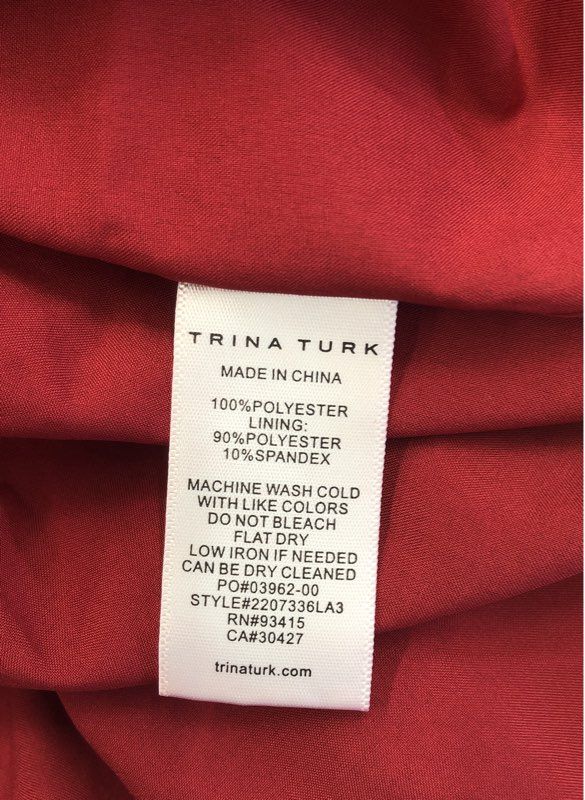 TRINA TURK
MADE IN CHINA
100%POLYESTER
LINING:
90%POLYESTER
10%SPANDEX
MACHINE WASH COLD
WITH LIKE COLORS
DO NOT BLEACH
FLAT DRY
LOW IRON IF NEEDED
CAN BE DRY CLEANED
PO#03962-00
STYLE#2207336LA3
RN#93415
CA#30427
trinaturk.com